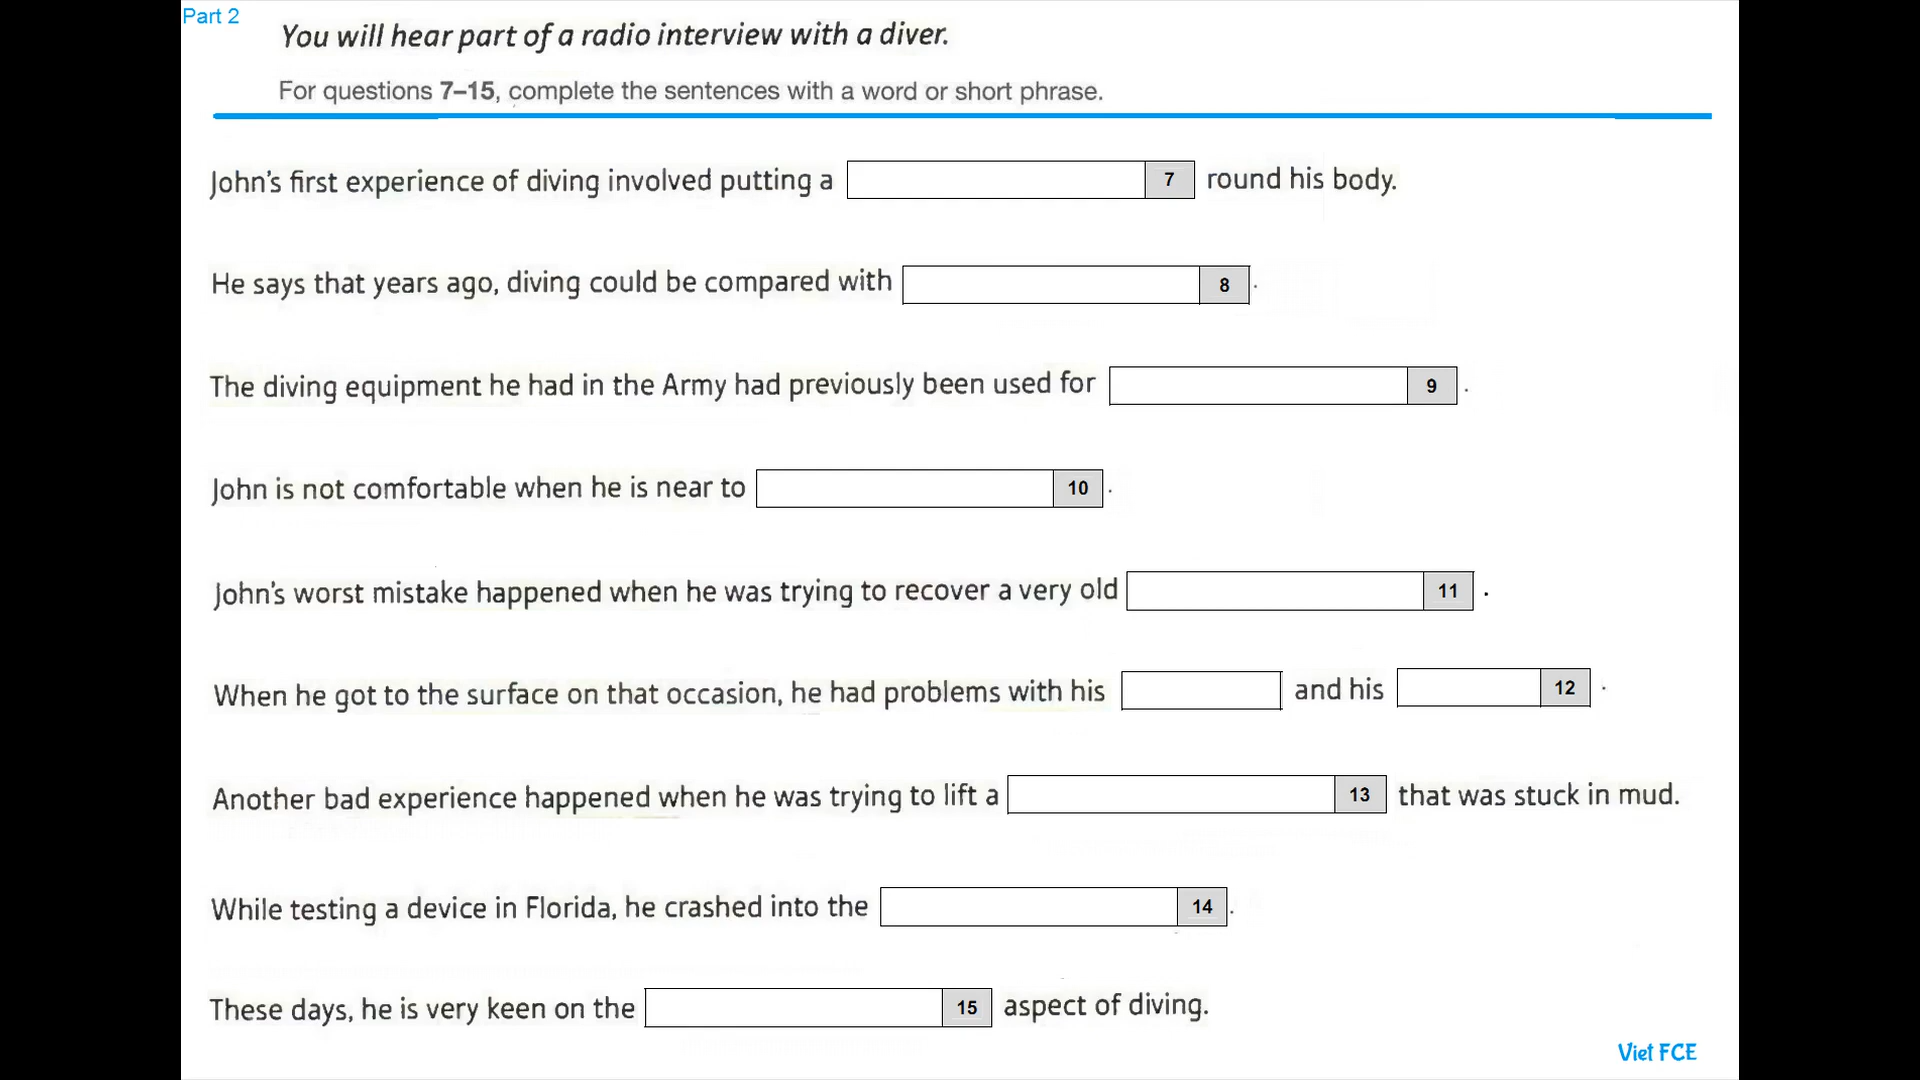 Part 2
You will hear part of a radio interview with a diver.
For questions 7–15, complete the sentences with a word or short phrase.
John's first experience of diving involved putting a 7 round his body.
He says that years ago, diving could be compared with 8 .
The diving equipment he had in the Army had previously been used for 9 .
John is not comfortable when he is near to 10 .
John's worst mistake happened when he was trying to recover a very old 11 .
When he got to the surface on that occasion, he had problems with his and his 12 .
Another bad experience happened when he was trying to lift a 13 that was stuck in mud.
While testing a device in Florida, he crashed into the 14 .
These days, he is very keen on the 15 aspect of diving.
Viet FCE